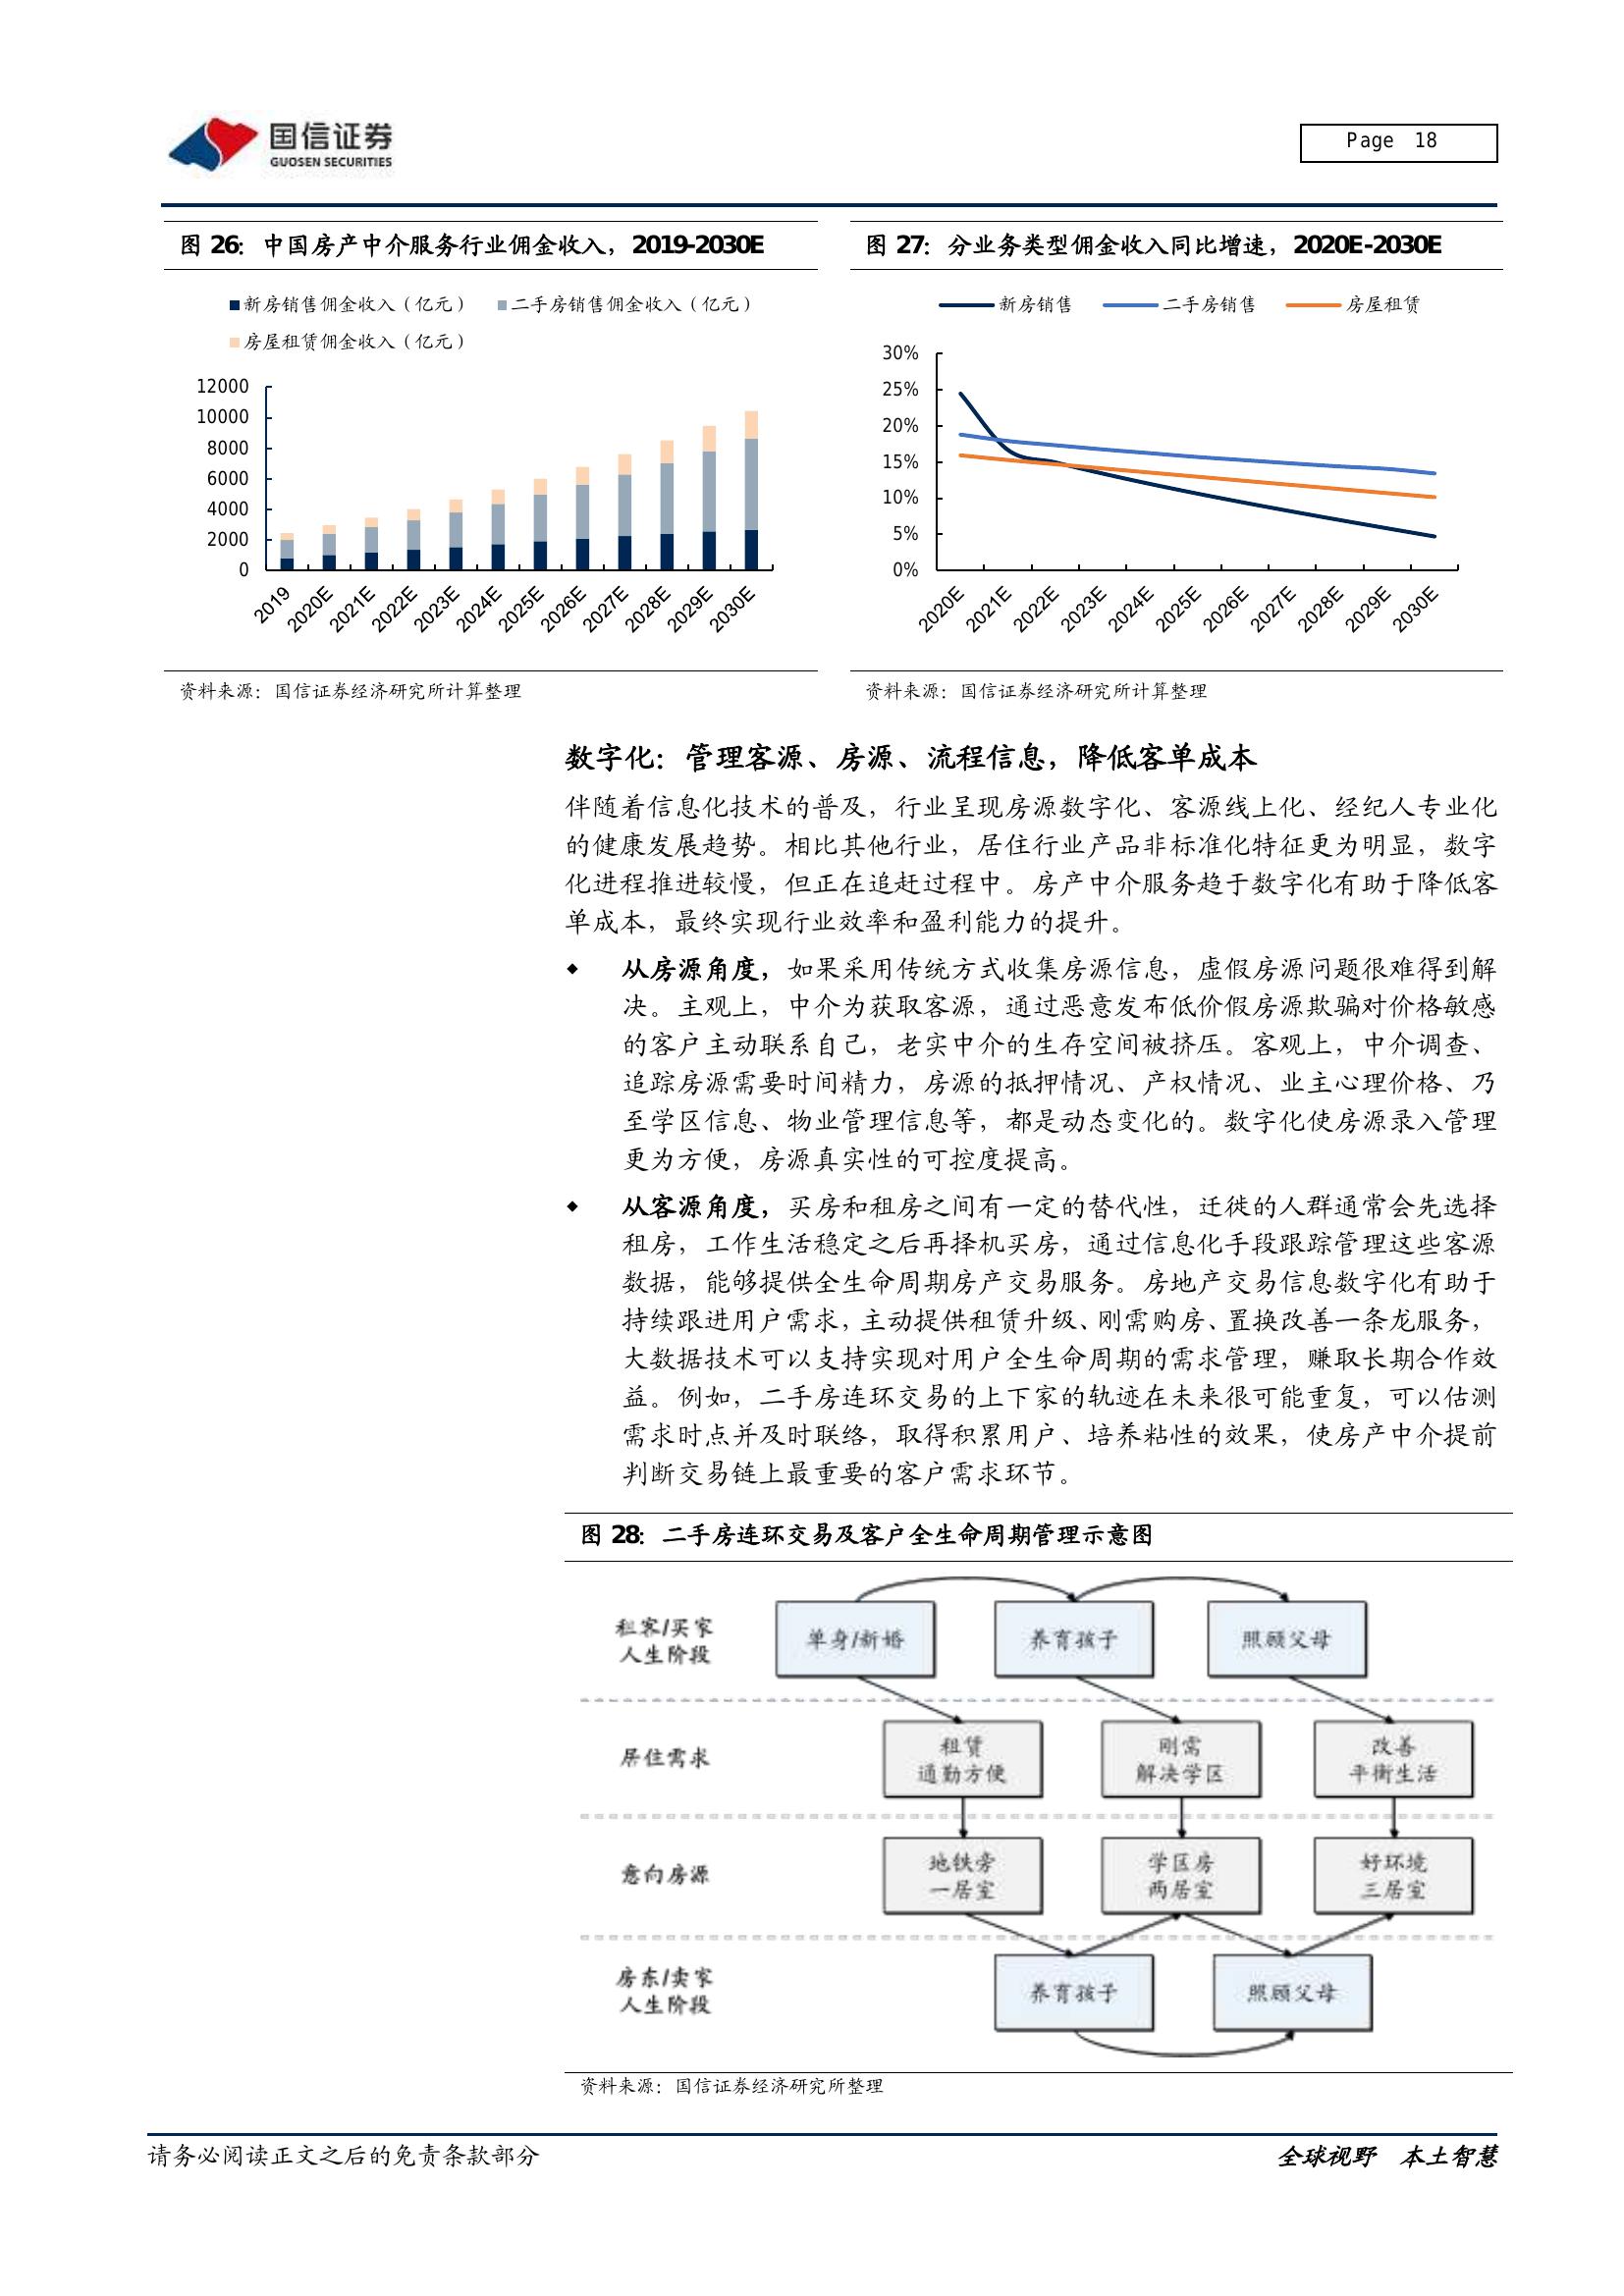 国信证券
GUOSEN SECURITIES
Page 18
图 26：中国房产中介服务行业佣金收入，2019-2030E
新房销售佣金收入（亿元）
二手房销售佣金收入（亿元）
房屋租赁佣金收入（亿元）
12000
10000
8000
6000
4000
2000
0
2019
2020E
2021E
2022E
2023E
2024E
2025E
2026E
2027E
2028E
2029E
2030E
资料来源：国信证券经济研究所计算整理
图 27：分业务类型佣金收入同比增速，2020E-2030E
新房销售
二手房销售
房屋租赁
30%
25%
20%
15%
10%
5%
0%
2020E
2021E
2022E
2023E
2024E
2025E
2026E
2027E
2028E
2029E
2030E
资料来源：国信证券经济研究所计算整理
数字化：管理客源、房源、流程信息，降低客单成本
伴随着信息化技术的普及，行业呈现房源数字化、客源线上化、经纪人专业化
的健康发展趋势。相比其他行业，居住行业产品非标准化特征更为明显，数字
化进程推进较慢，但正在追赶过程中。房产中介服务趋于数字化有助于降低客
单成本，最终实现行业效率和盈利能力的提升。
◆ 从房源角度，如果采用传统方式收集房源信息，虚假房源问题很难得到解
决。主观上，中介为获取客源，通过恶意发布低价假房源欺骗对价格敏感
的客户主动联系自己，老实中介的生存空间被挤压。客观上，中介调查、
追踪房源需要时间精力，房源的抵押情况、产权情况、业主心理价格、乃
至学区信息、物业管理信息等，都是动态变化的。数字化使房源录入管理
更为方便，房源真实性的可控度提高。
◆ 从客源角度，买房和租房之间有一定的替代性，迁徙的人群通常会先选择
租房，工作生活稳定之后再择机买房，通过信息化手段跟踪管理这些客源
数据，能够提供全生命周期房产交易服务。房地产交易信息数字化有助于
持续跟进用户需求，主动提供租赁升级、刚需购房、置换改善一条龙服务，
大数据技术可以支持实现对用户全生命周期的需求管理，赚取长期合作效
益。例如，二手房连环交易的上下家的轨迹在未来很可能重复，可以估测
需求时点并及时联络，取得积累用户、培养粘性的效果，使房产中介提前
判断交易链上最重要的客户需求环节。
图 28：二手房连环交易及客户全生命周期管理示意图
租客/买家
人生阶段
单身/新婚
养育孩子
照顾父母
居住需求
租赁
通勤方便
刚需
解决学区
改善
平衡生活
意向房源
地铁旁
一居室
学区房
两居室
好环境
三居室
房东/卖家
人生阶段
养育孩子
照顾父母
资料来源：国信证券经济研究所整理
请务必阅读正文之后的免责条款部分
全球视野 本土智慧